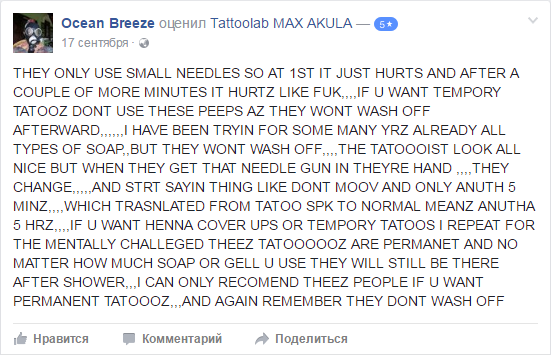 Ocean Breeze оценил Tattoolab MAX AKULA — 5★
17 сентября ·
THEY ONLY USE SMALL NEEDLES SO AT 1ST IT JUST HURTS AND AFTER A
COUPLE OF MORE MINUTES IT HURTZ LIKE FUK,,,,IF U WANT TEMPORY
TATOOZ DONT USE THESE PEEPS AZ THEY WONT WASH OFF
AFTERWARD,,,,,,I HAVE BEEN TRYIN FOR SOME MANY YRZ ALREADY ALL
TYPES OF SOAP,,BUT THEY WONT WASH OFF,,,,THE TATOOOIST LOOK ALL
NICE BUT WHEN THEY GET THAT NEEDLE GUN IN THEYRE HAND ,,,,THEY
CHANGE,,,,,AND STRT SAYIN THING LIKE DONT MOOV AND ONLY ANUTH 5
MINZ,,,,WHICH TRASNLATED FROM TATOO SPK TO NORMAL MEANZ ANUTHA
5 HRZ,,,,IF U WANT HENNA COVER UPS OR TEMPORY TATOOS I REPEAT FOR
THE MENTALLY CHALLEGED THEEZ TATOOOOOZ ARE PERMANET AND NO
MATTER HOW MUCH SOAP OR GELL U USE THEY WILL STILL BE THERE
AFTER SHOWER,,,I CAN ONLY RECOMEND THEEZ PEOPLE IF U WANT
PERMANENT TATOOOZ,,,AND AGAIN REMEMBER THEY DONT WASH OFF
Нравится Комментарий Поделиться